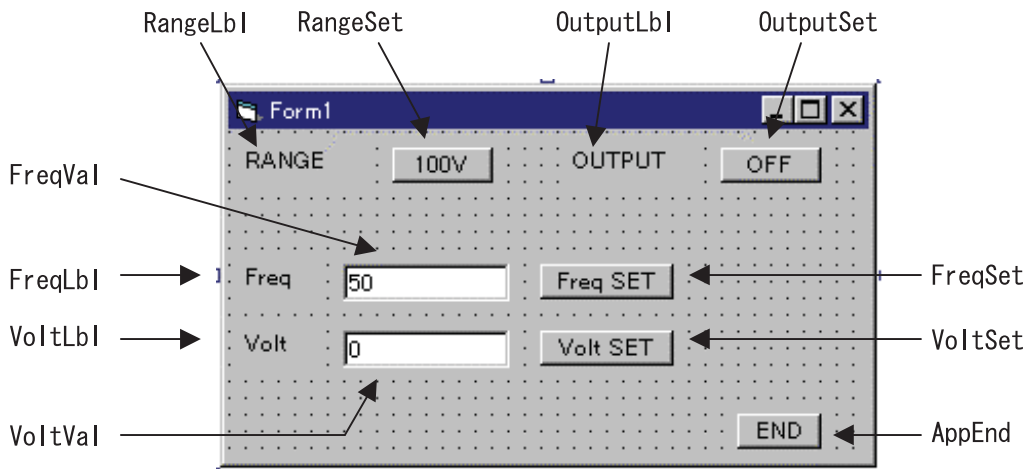 RangeLbl RangeSet OutputLbl OutputSet
Form1
RANGE 100V OUTPUT OFF
FreqVal
FreqLbl Freq 50 Freq SET FreqSet
VoltLbl Volt 0 Volt SET VoltSet
VoltVal END AppEnd